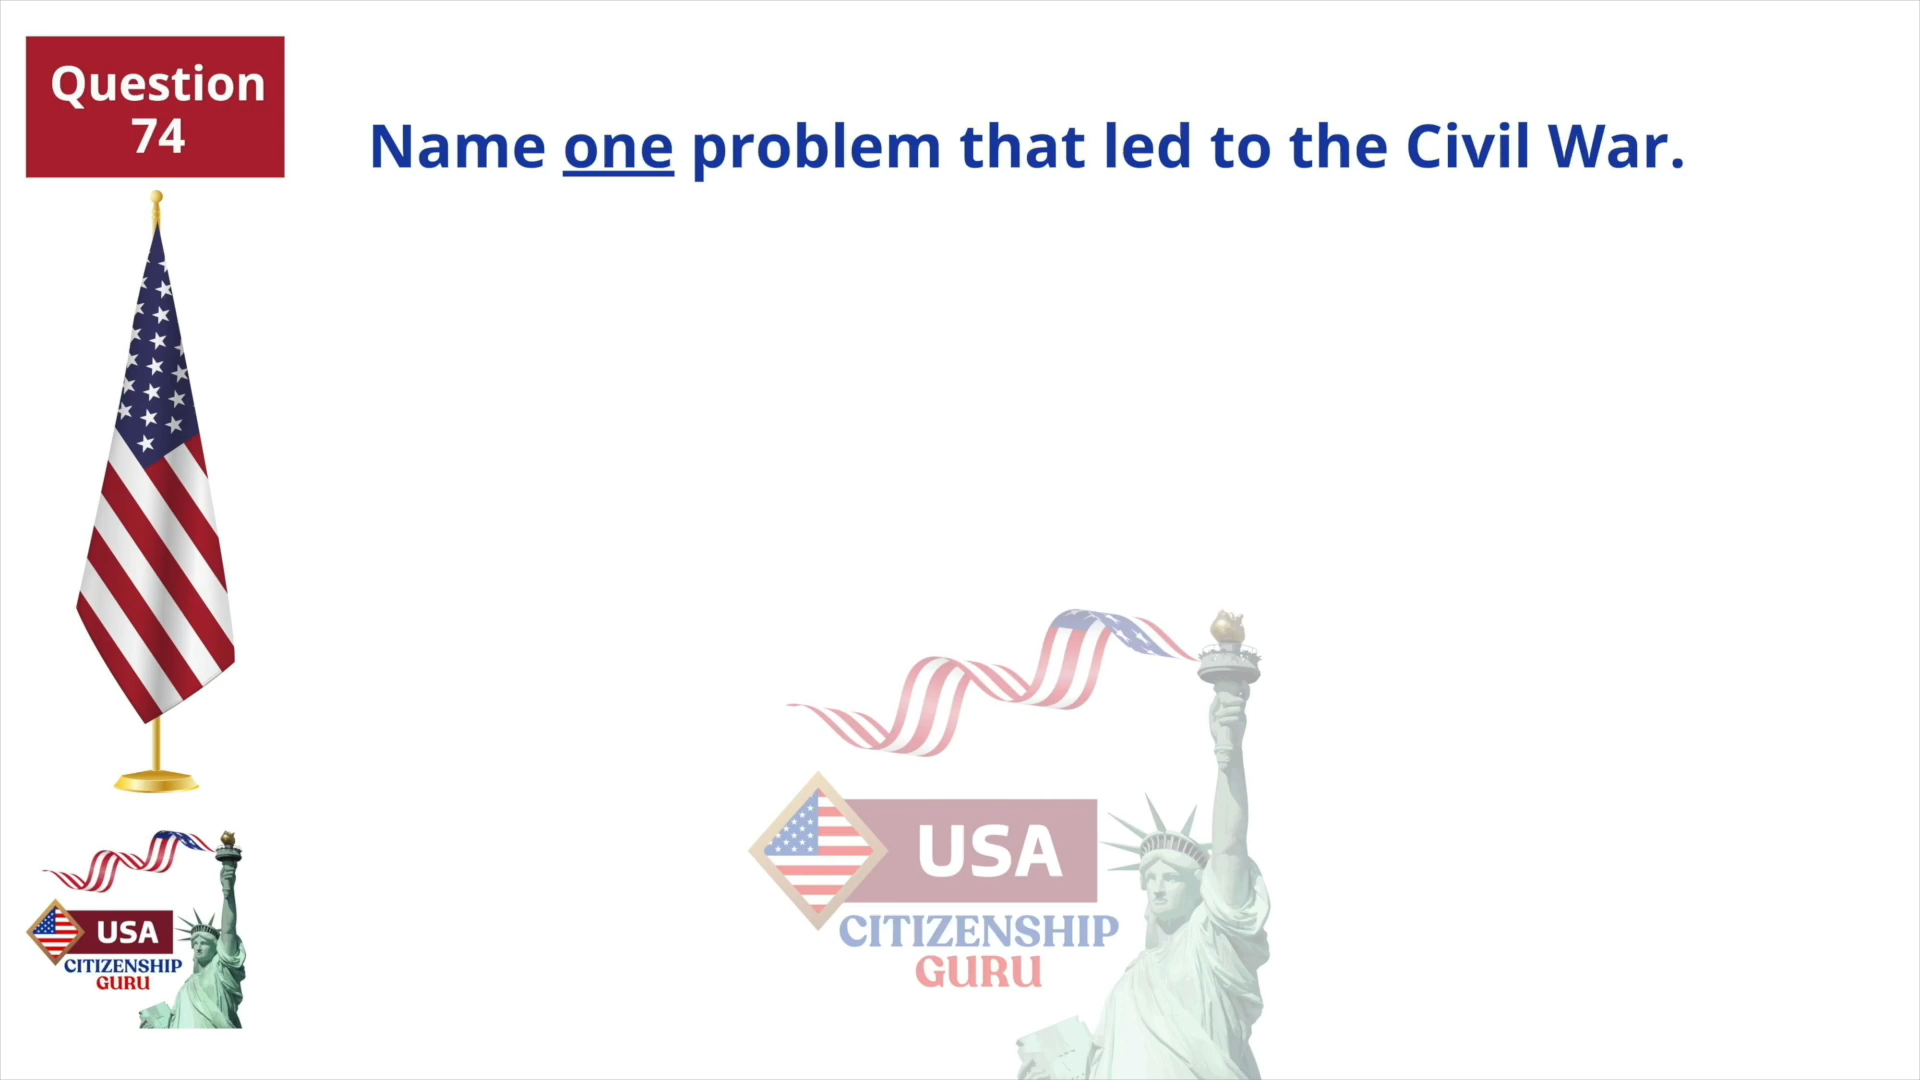 Question
74
Name one problem that led to the Civil War.
USA
CITIZENSHIP
GURU
USA
CITIZENSHIP
GURU